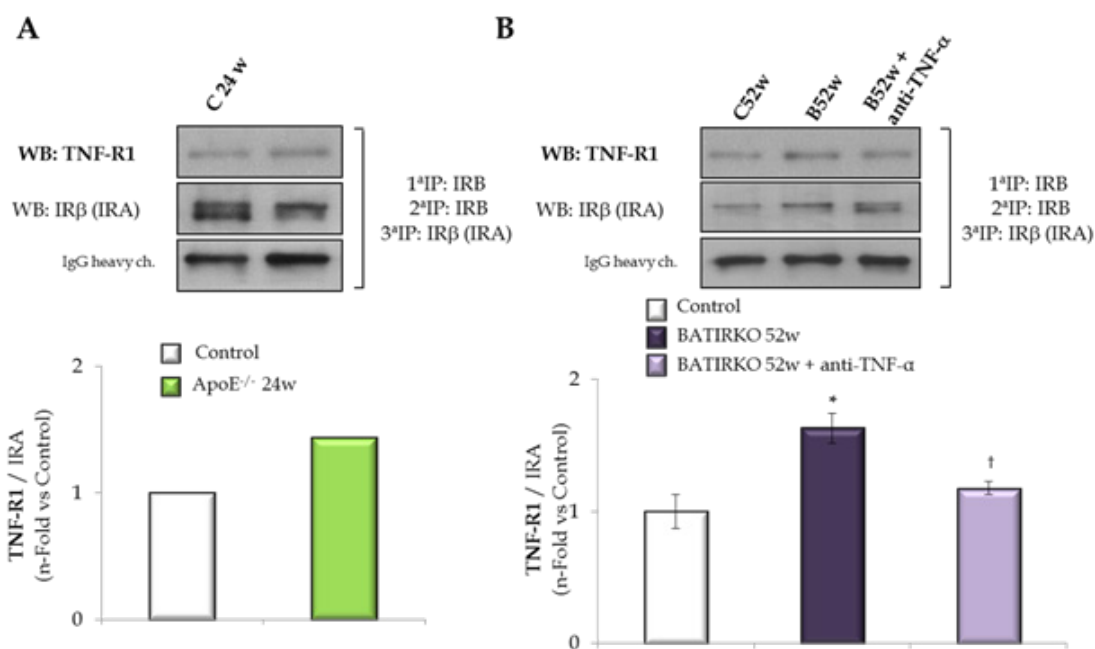 A
C 24 w
WB: TNF-R1
WB: IRβ (IRA)
IgG heavy ch.
1ªIP: IRB
2ªIP: IRB
3ªIP: IRβ (IRA)
Control
ApoE-/- 24w
TNF-R1 / IRA
(n-Fold vs Control)
2
1
0
B
C52w
B52w
B52w +
anti-TNF-α
WB: TNF-R1
WB: IRβ (IRA)
IgG heavy ch.
1ªIP: IRB
2ªIP: IRB
3ªIP: IRβ (IRA)
Control
BATIRKO 52w
BATIRKO 52w + anti-TNF-α
TNF-R1 / IRA
(n-Fold vs Control)
2
1
0
*
†